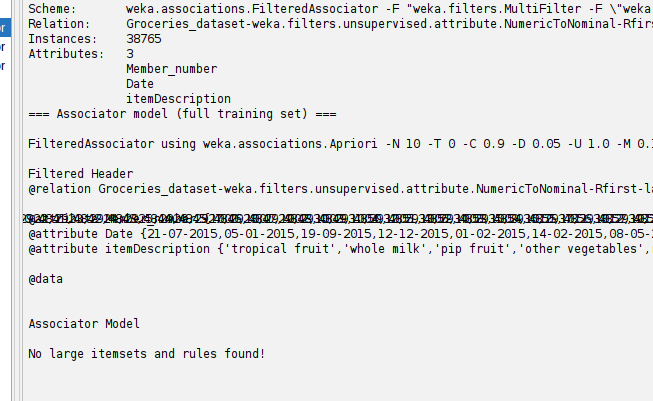 Scheme: weka.associations.FilteredAssociator -F "weka.filters.MultiFilter -F \"weka
Relation: Groceries_dataset-weka.filters.unsupervised.attribute.NumericToNominal-Rfirst
Instances: 38765
Attributes: 3
Member_number
Date
itemDescription
=== Associator model (full training set) ===
FilteredAssociator using weka.associations.Apriori -N 10 -T 0 -C 0.9 -D 0.05 -U 1.0 -M 0.
Filtered Header
@relation Groceries_dataset-weka.filters.unsupervised.attribute.NumericToNominal-Rfirst-la
@attribute Date {21-07-2015,05-01-2015,19-09-2015,12-12-2015,01-02-2015,14-02-2015,08-05-
@attribute itemDescription {'tropical fruit','whole milk','pip fruit','other vegetables',
@data
Associator Model
No large itemsets and rules found!